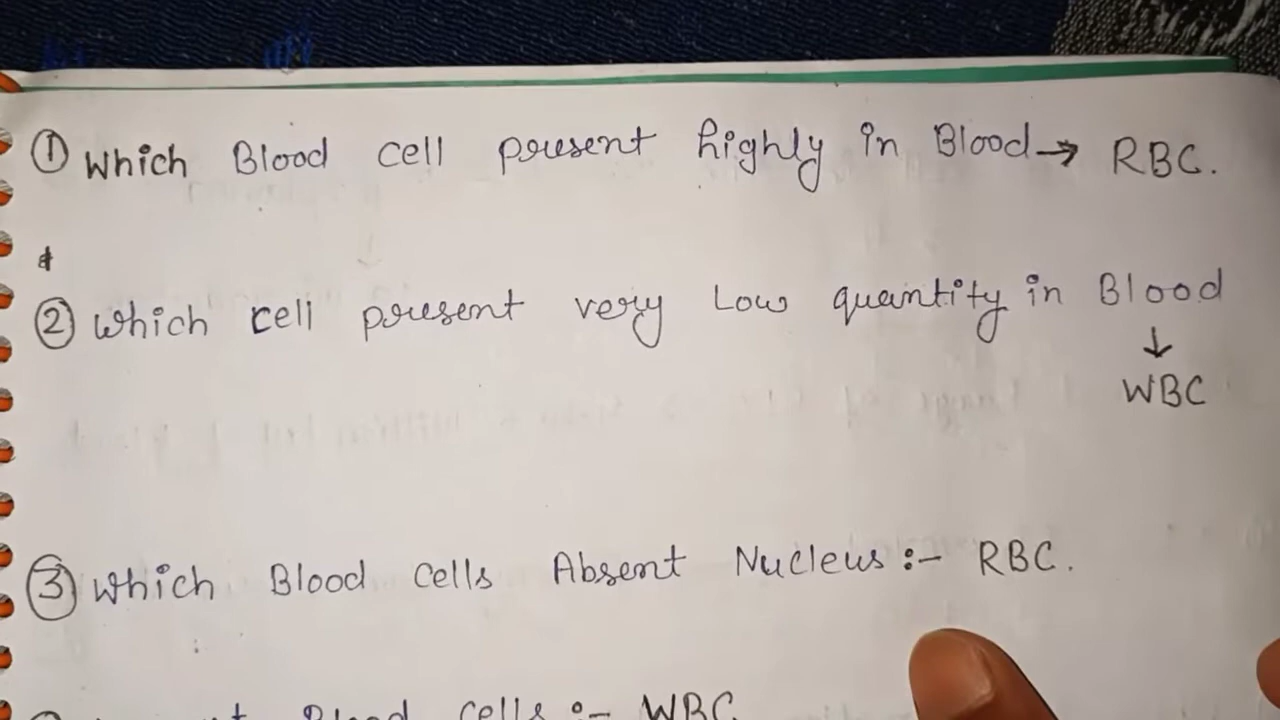 ① Which Blood cell present highly in Blood → RBC.
② Which cell present very Low quantity in Blood
↓
WBC
③ Which Blood cells Absent Nucleus :- RBC.
Blood cells :- WBC